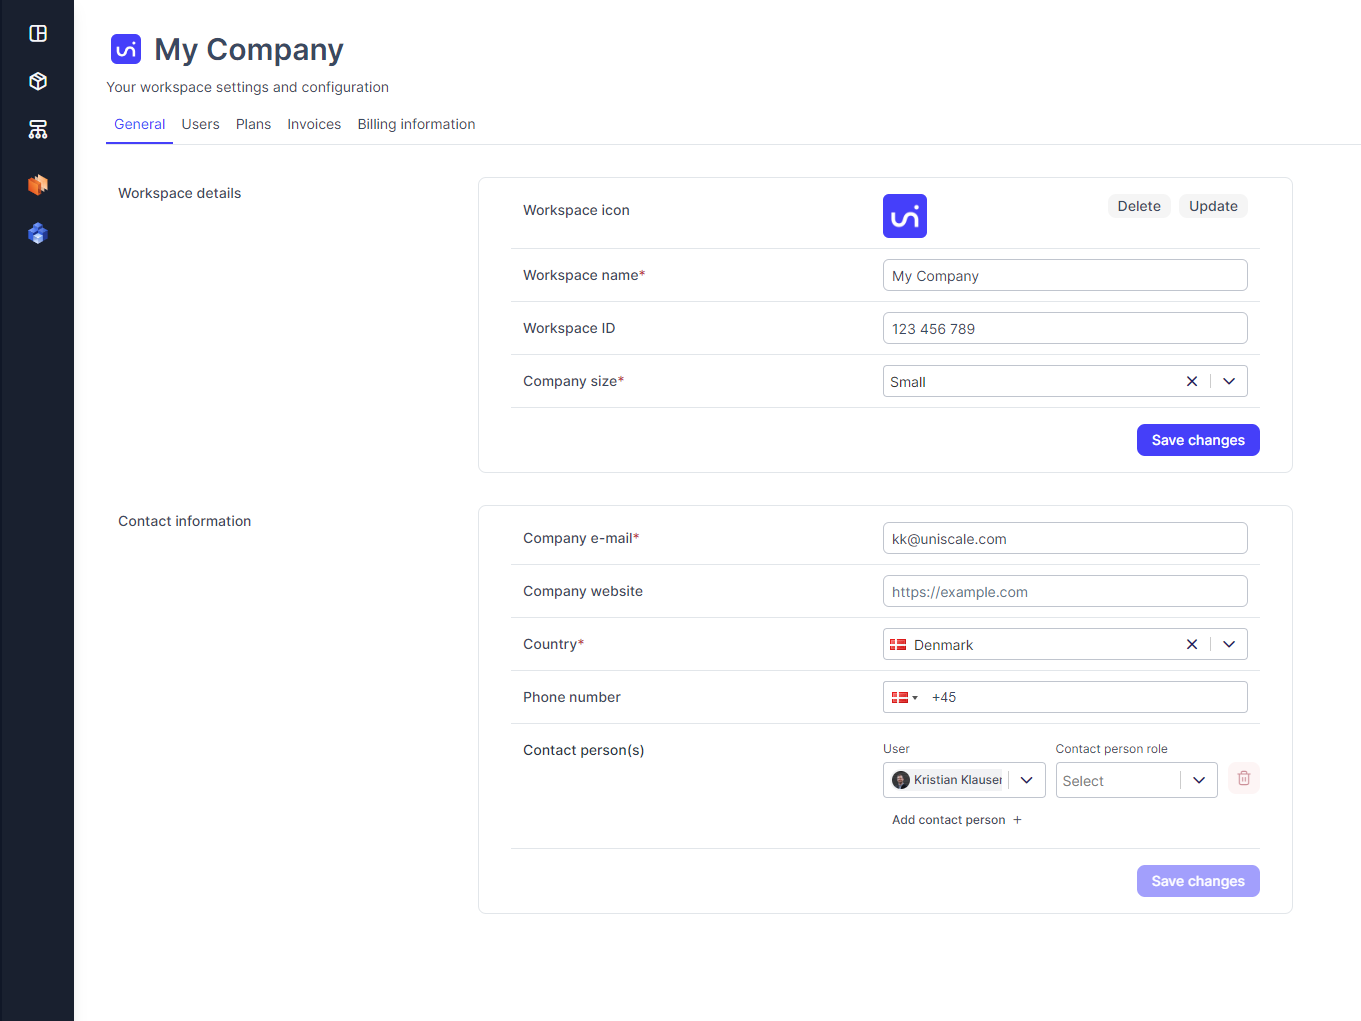 My Company
Your workspace settings and configuration
General Users Plans Invoices Billing information
Workspace details
Workspace icon
Delete Update
Workspace name*
My Company
Workspace ID
123 456 789
Company size*
Small
Save changes
Contact information
Company e-mail*
kk@uniscale.com
Company website
https://example.com
Country*
Denmark
Phone number
+45
Contact person(s)
User
Contact person role
Kristian Klauser
Select
Add contact person +
Save changes